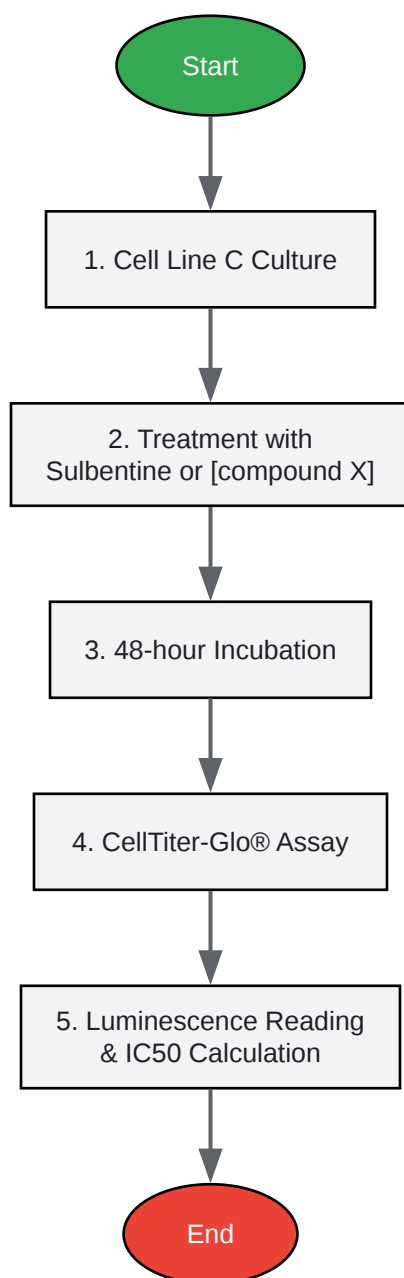 Start
1. Cell Line C Culture
2. Treatment with
Sulbentine or [compound X]
3. 48-hour Incubation
4. CellTiter-Glo® Assay
5. Luminescence Reading
& IC50 Calculation
End